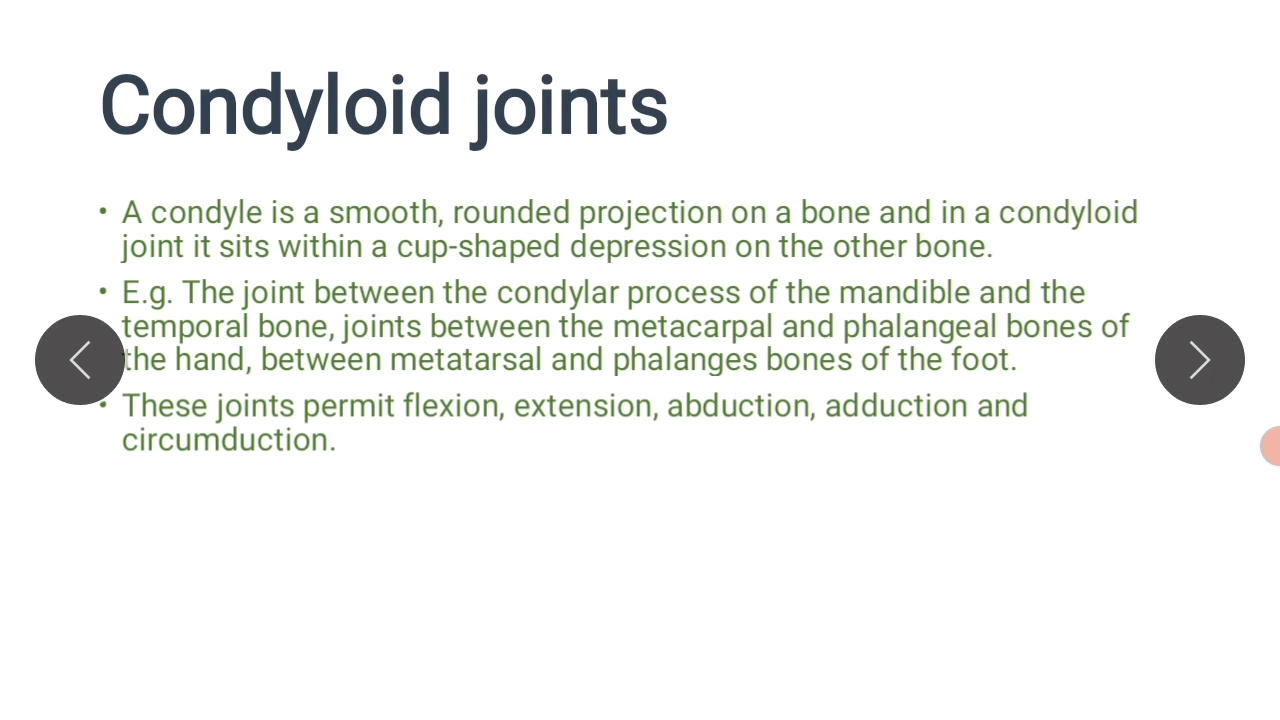 Condyloid joints
• A condyle is a smooth, rounded projection on a bone and in a condyloid
joint it sits within a cup-shaped depression on the other bone.
• E.g. The joint between the condylar process of the mandible and the
temporal bone, joints between the metacarpal and phalangeal bones of
the hand, between metatarsal and phalanges bones of the foot.
• These joints permit flexion, extension, abduction, adduction and
circumduction.